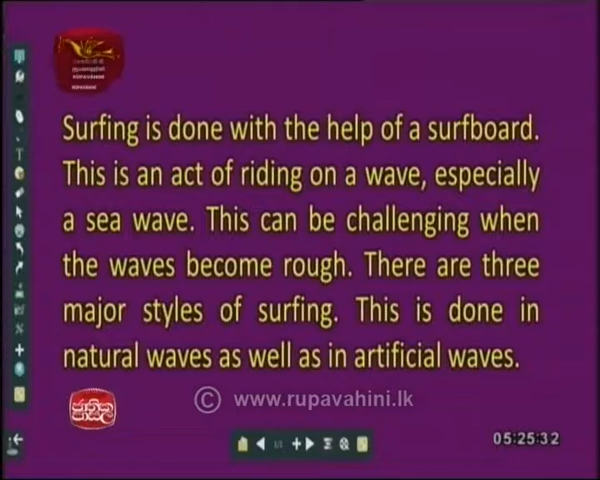 Surfing is done with the help of a surfboard.
This is an act of riding on a wave, especially
a sea wave. This can be challenging when
the waves become rough. There are three
major styles of surfing. This is done in
natural waves as well as in artificial waves.
© www.rupavahini.lk
05:25:32